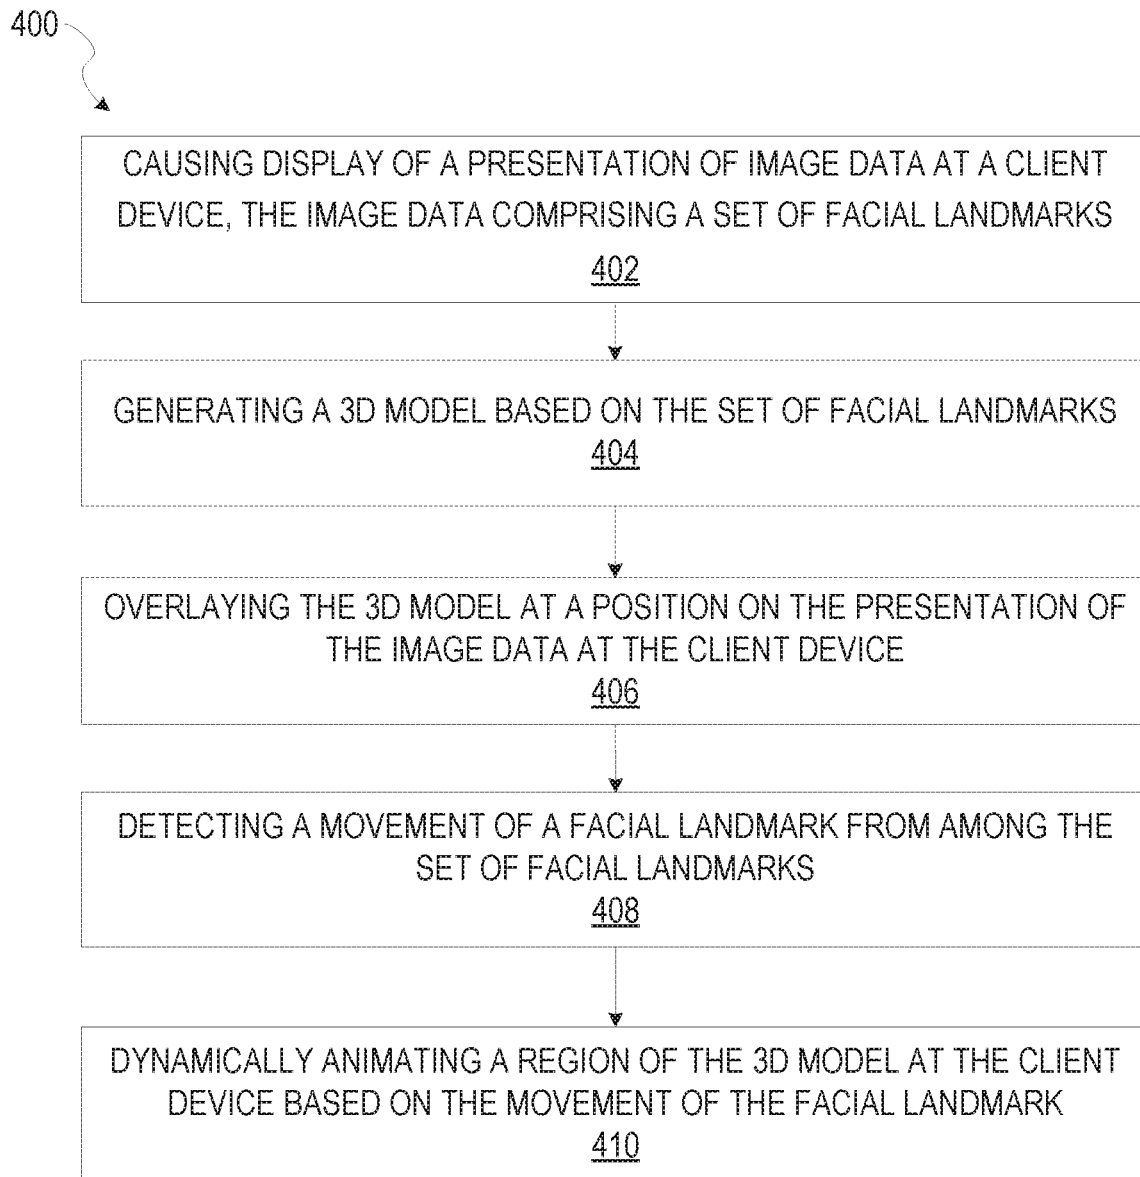 400
CAUSING DISPLAY OF A PRESENTATION OF IMAGE DATA AT A CLIENT
DEVICE, THE IMAGE DATA COMPRISING A SET OF FACIAL LANDMARKS
402
GENERATING A 3D MODEL BASED ON THE SET OF FACIAL LANDMARKS
404
OVERLAYING THE 3D MODEL AT A POSITION ON THE PRESENTATION OF
THE IMAGE DATA AT THE CLIENT DEVICE
406
DETECTING A MOVEMENT OF A FACIAL LANDMARK FROM AMONG THE
SET OF FACIAL LANDMARKS
408
DYNAMICALLY ANIMATING A REGION OF THE 3D MODEL AT THE CLIENT
DEVICE BASED ON THE MOVEMENT OF THE FACIAL LANDMARK
410